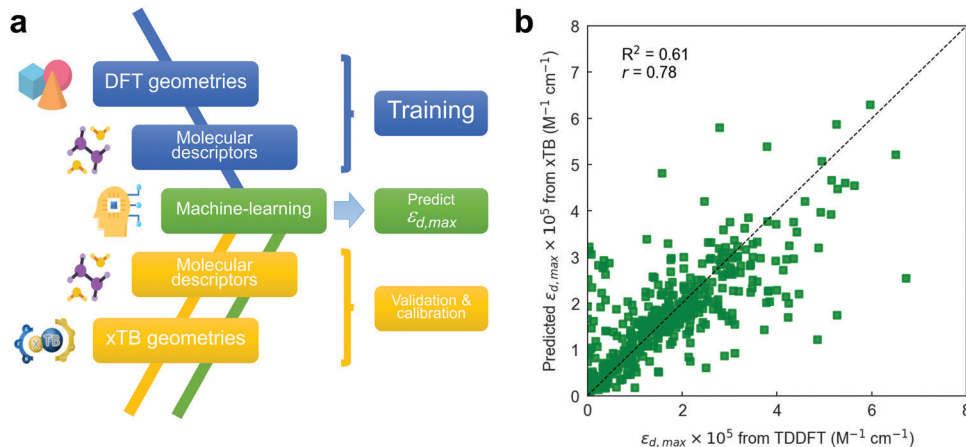 a
DFT geometries
Molecular
descriptors
Training
Machine-learning
Predict
εd,max
Molecular
descriptors
Validation &
calibration
xTB geometries
xTB
b
R² = 0.61
r = 0.78
Predicted εd, max × 10⁵ from xTB (M⁻¹ cm⁻¹)
8
7
6
5
4
3
2
1
0
0
2
4
6
8
εd, max × 10⁵ from TDDFT (M⁻¹ cm⁻¹)